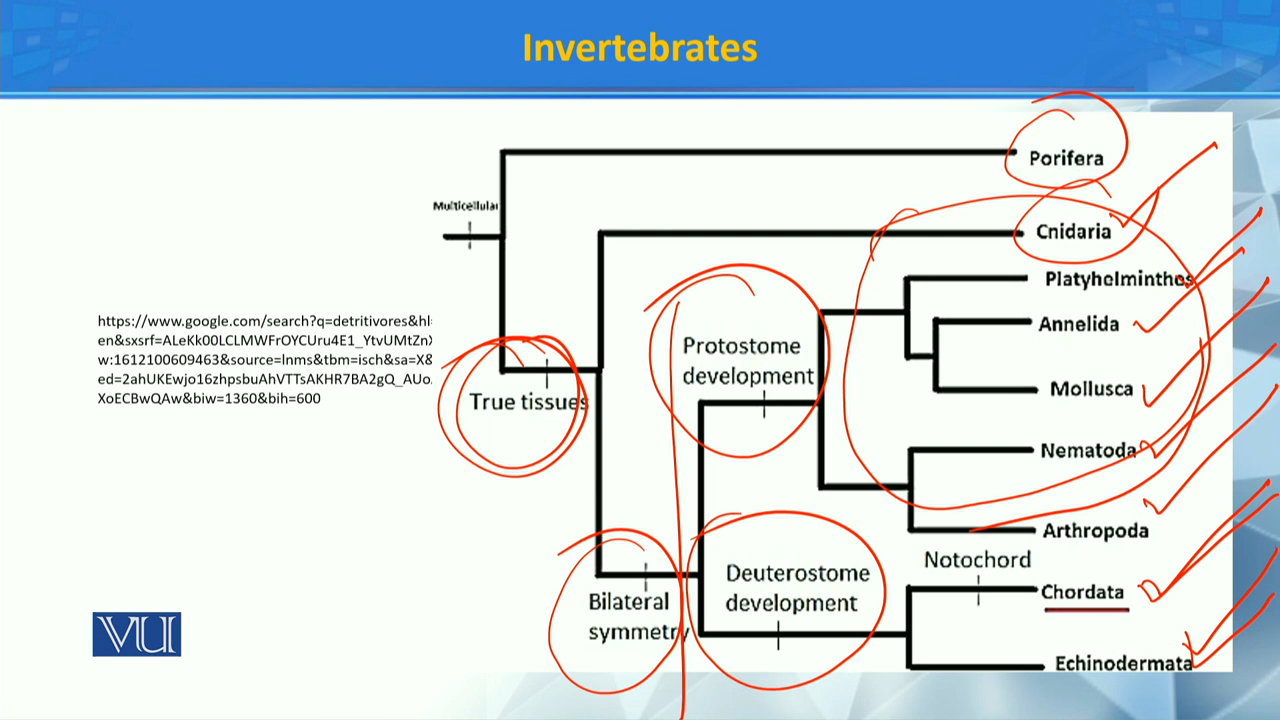 Invertebrates
Porifera
Multicellular
Cnidaria
Platyhelminthes
https://www.google.com/search?q=detritivores&hl
en&sxsrf=ALeKk00LCLMWFrOYCUru4E1_YtvUMtZnX
w:1612100609463&source=lnms&tbm=isch&sa=X&
ed=2ahUKEwjo16zhpsbuAhVTTsAKHR7BA2gQ_AUo
XoECBwQAw&biw=1360&bih=600
Annelida
Protostome
development
Mollusca
True tissues
Nematoda
Arthropoda
Notochord
Deuterostome
development
Chordata
Bilateral
symmetry
Echinodermata
VU